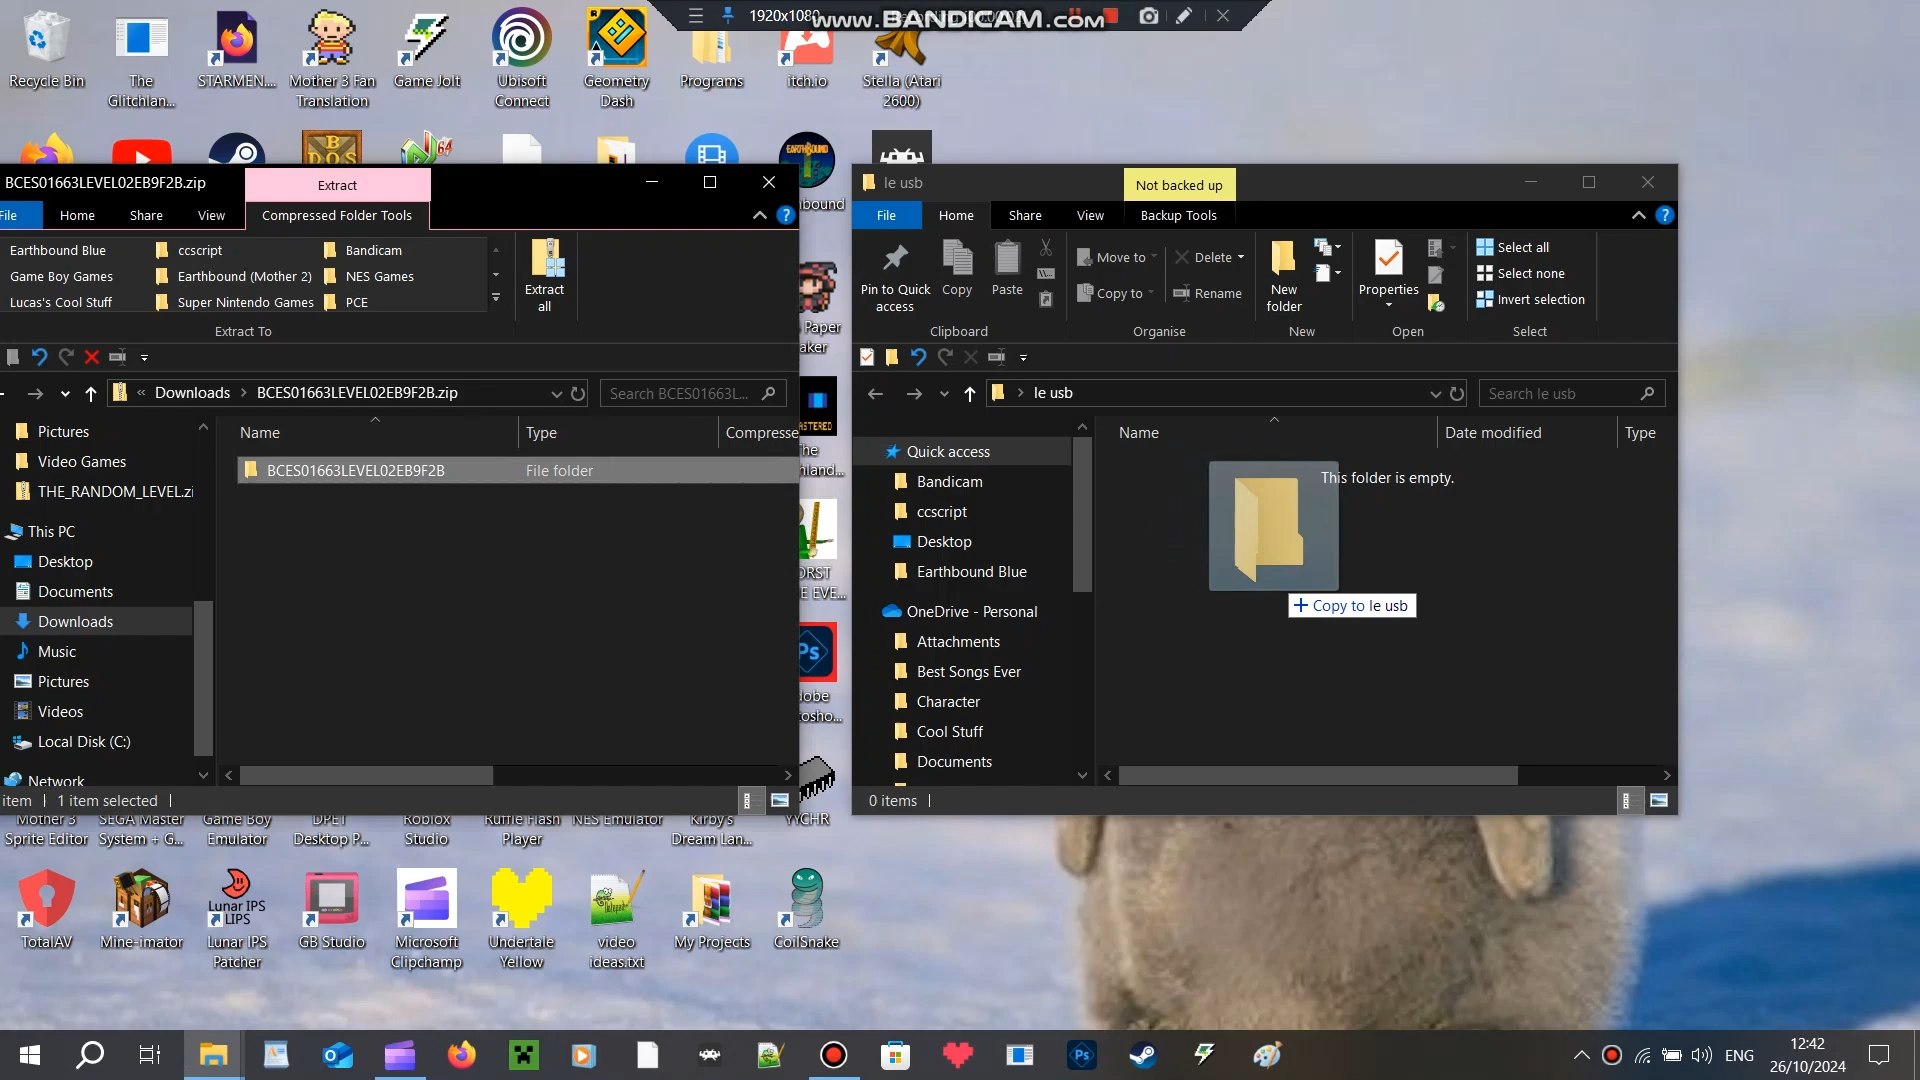 1920x1080
www.BANDICAM.com
Recycle Bin
The Glitchlan...
STARMEN....
Mother 3 Fan Translation
Game Jolt
Ubisoft Connect
Geometry Dash
Programs
itch.io
Stella (Atari 2600)
BCES01663LEVEL02EB9F2B.zip
Extract
File
Home
Share
View
Compressed Folder Tools
Earthbound Blue
ccscript
Bandicam
Game Boy Games
Earthbound (Mother 2)
NES Games
Lucas's Cool Stuff
Super Nintendo Games
PCE
Extract all
Extract To
Downloads
BCES01663LEVEL02EB9F2B.zip
Search BCES01663L...
Pictures
Video Games
THE_RANDOM_LEVEL.zi
This PC
Desktop
Documents
Downloads
Music
Pictures
Videos
Local Disk (C:)
Network
Name
Type
Compresse
BCES01663LEVEL02EB9F2B
File folder
item
1 item selected
le usb
Not backed up
File
Home
Share
View
Backup Tools
Pin to Quick access
Copy
Paste
Clipboard
Move to
Copy to
Delete
Rename
Organise
New folder
New
Properties
Open
Select all
Select none
Invert selection
Select
le usb
Search le usb
Quick access
Bandicam
ccscript
Desktop
Earthbound Blue
OneDrive - Personal
Attachments
Best Songs Ever
Character
Cool Stuff
Documents
Name
Date modified
Type
This folder is empty.
Copy to le usb
0 items
Mother 3 Sprite Editor
SEGA Master System + G...
Game Boy Emulator
DPET Desktop P...
Roblox Studio
Ruffle Flash Player
NES Emulator
Kirby's Dream Lan...
YYCHR
TotalAV
Mine-imator
Lunar IPS LIPS
Lunar IPS Patcher
GB Studio
Microsoft Clipchamp
Undertale Yellow
video ideas.txt
My Projects
CoilSnake
ENG
12:42
26/10/2024